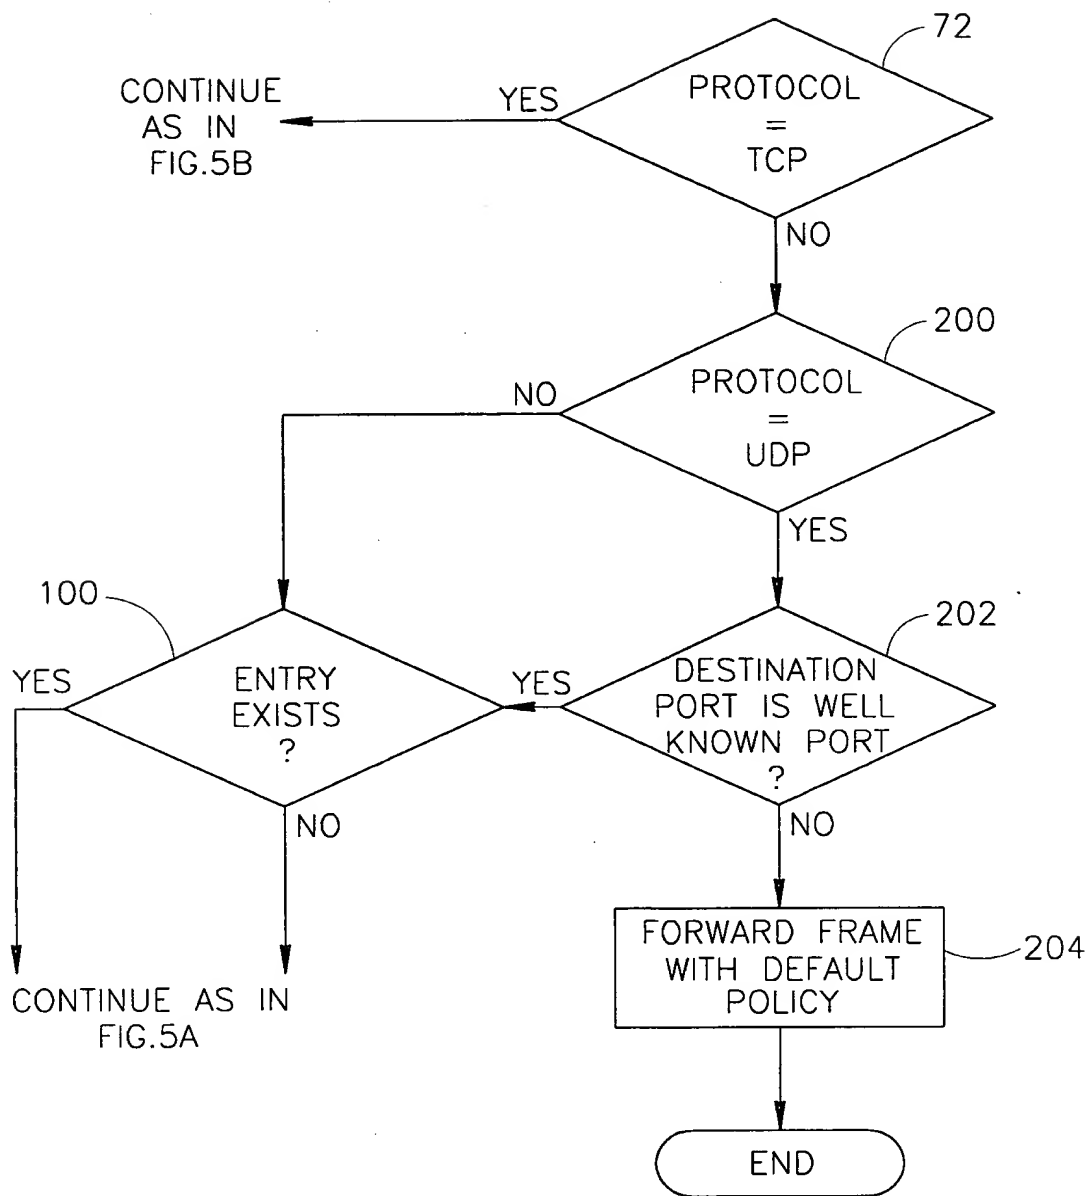 72
CONTINUE
AS IN
FIG.5B
YES
PROTOCOL
=
TCP
NO
200
NO
PROTOCOL
=
UDP
YES
100
202
YES
ENTRY
EXISTS
?
YES
DESTINATION
PORT IS WELL
KNOWN PORT
?
NO
NO
FORWARD FRAME
WITH DEFAULT
POLICY
204
CONTINUE AS IN
FIG.5A
END